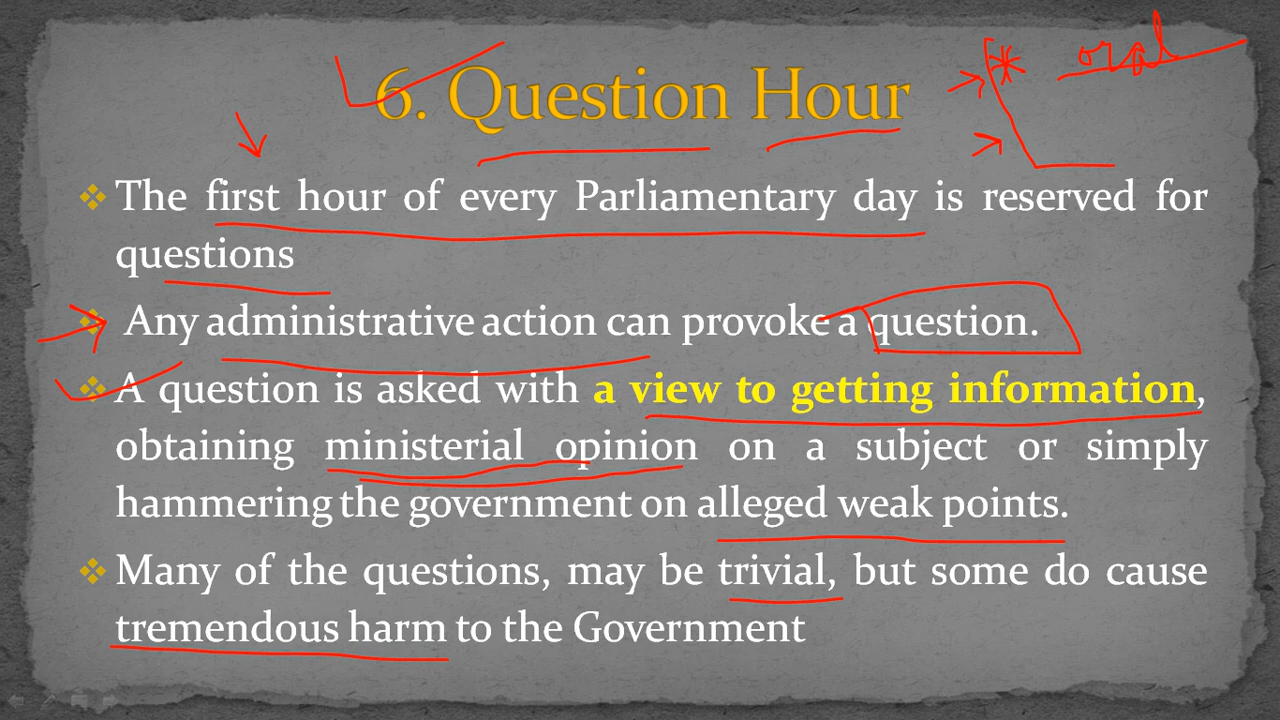 * oral
6. Question Hour
The first hour of every Parliamentary day is reserved for
questions
Any administrative action can provoke a question.
A question is asked with a view to getting information,
obtaining ministerial opinion on a subject or simply
hammering the government on alleged weak points.
Many of the questions, may be trivial, but some do cause
tremendous harm to the Government